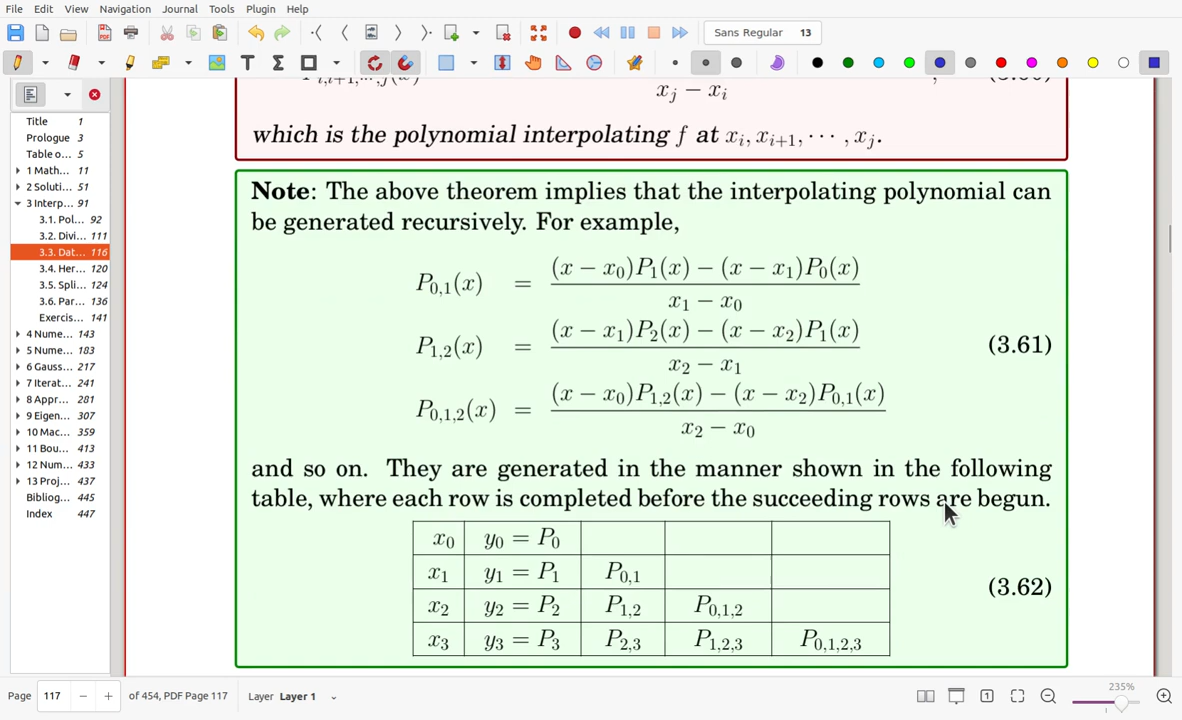 File Edit View Navigation Journal Tools Plugin Help
Sans Regular 13
Title 1
Prologue 3
Table o... 5
1 Math... 11
2 Soluti... 51
3 Interp... 91
3.1. Pol... 92
3.2. Divi... 111
3.3. Dat... 116
3.4. Her... 120
3.5. Spli... 124
3.6. Par... 136
Exercis... 141
4 Nume... 143
5 Nume... 183
6 Gauss... 217
7 Iterat... 241
8 Appr... 281
9 Eigen... 307
10 Mac... 359
11 Bou... 413
12 Num... 433
13 Proj... 437
Bibliog... 445
Index 447
x_j − x_i
which is the polynomial interpolating f at x_i, x_{i+1}, ⋯ , x_j.
Note: The above theorem implies that the interpolating polynomial can
be generated recursively. For example,
P_{0,1}(x) = ((x − x_0)P_1(x) − (x − x_1)P_0(x)) / (x_1 − x_0)
P_{1,2}(x) = ((x − x_1)P_2(x) − (x − x_2)P_1(x)) / (x_2 − x_1) (3.61)
P_{0,1,2}(x) = ((x − x_0)P_{1,2}(x) − (x − x_2)P_{0,1}(x)) / (x_2 − x_0)
and so on. They are generated in the manner shown in the following
table, where each row is completed before the succeeding rows are begun.
x_0 y_0 = P_0
x_1 y_1 = P_1 P_{0,1}
x_2 y_2 = P_2 P_{1,2} P_{0,1,2}
x_3 y_3 = P_3 P_{2,3} P_{1,2,3} P_{0,1,2,3}
(3.62)
Page 117 − + of 454, PDF Page 117 Layer Layer 1 235%